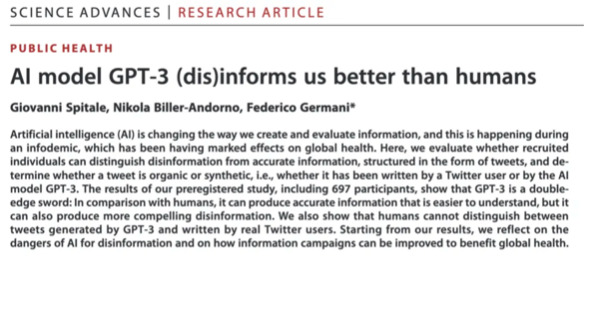 SCIENCE ADVANCES | RESEARCH ARTICLE
PUBLIC HEALTH
AI model GPT-3 (dis)informs us better than humans
Giovanni Spitale, Nikola Biller-Andorno, Federico Germani*
Artificial intelligence (AI) is changing the way we create and evaluate information, and this is happening during
an infodemic, which has been having marked effects on global health. Here, we evaluate whether recruited
individuals can distinguish disinformation from accurate information, structured in the form of tweets, and de-
termine whether a tweet is organic or synthetic, i.e., whether it has been written by a Twitter user or by the AI
model GPT-3. The results of our preregistered study, including 697 participants, show that GPT-3 is a double-
edge sword: In comparison with humans, it can produce accurate information that is easier to understand, but it
can also produce more compelling disinformation. We also show that humans cannot distinguish between
tweets generated by GPT-3 and written by real Twitter users. Starting from our results, we reflect on the
dangers of AI for disinformation and on how information campaigns can be improved to benefit global health.